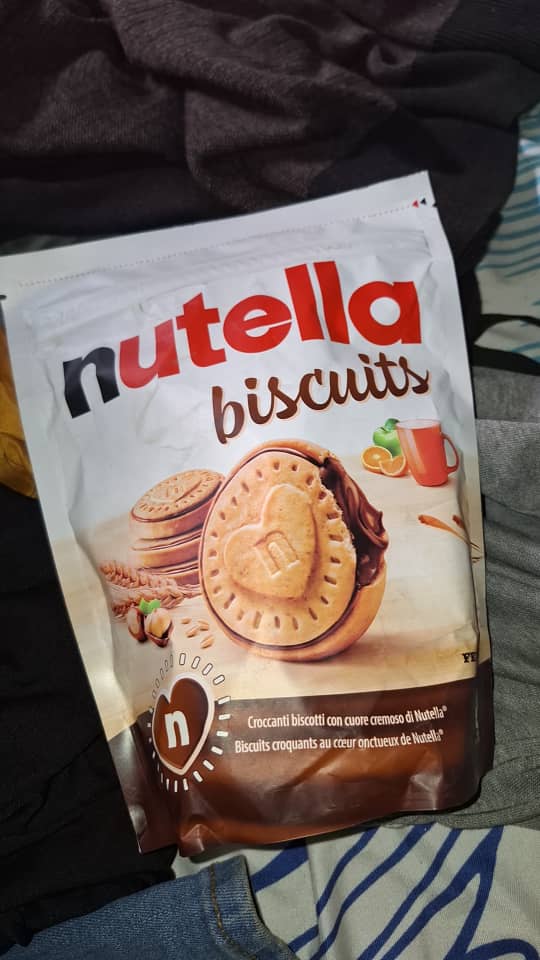 nutella
biscuits
n
n
Croccanti biscotti con cuore cremoso di Nutella®
Biscuits croquants au cœur onctueux de Nutella®